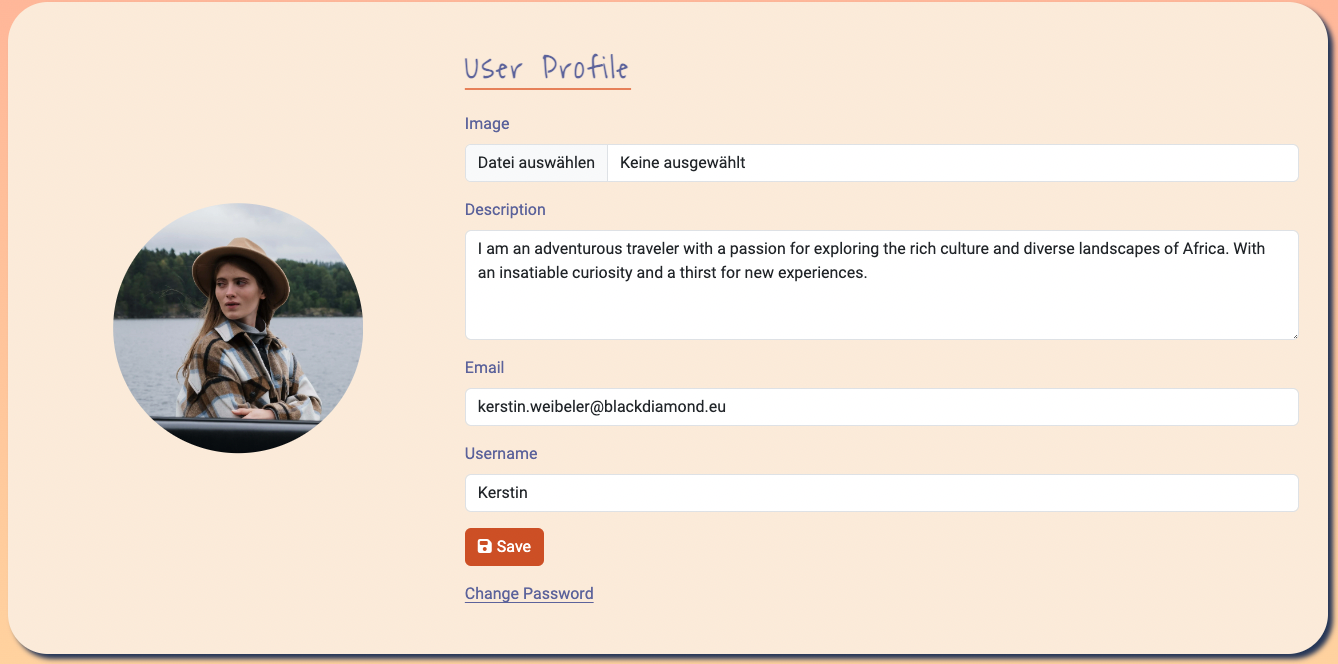 User Profile
Image
Datei auswählen Keine ausgewählt
Description
I am an adventurous traveler with a passion for exploring the rich culture and diverse landscapes of Africa. With
an insatiable curiosity and a thirst for new experiences.
Email
kerstin.weibeler@blackdiamond.eu
Username
Kerstin
Save
Change Password